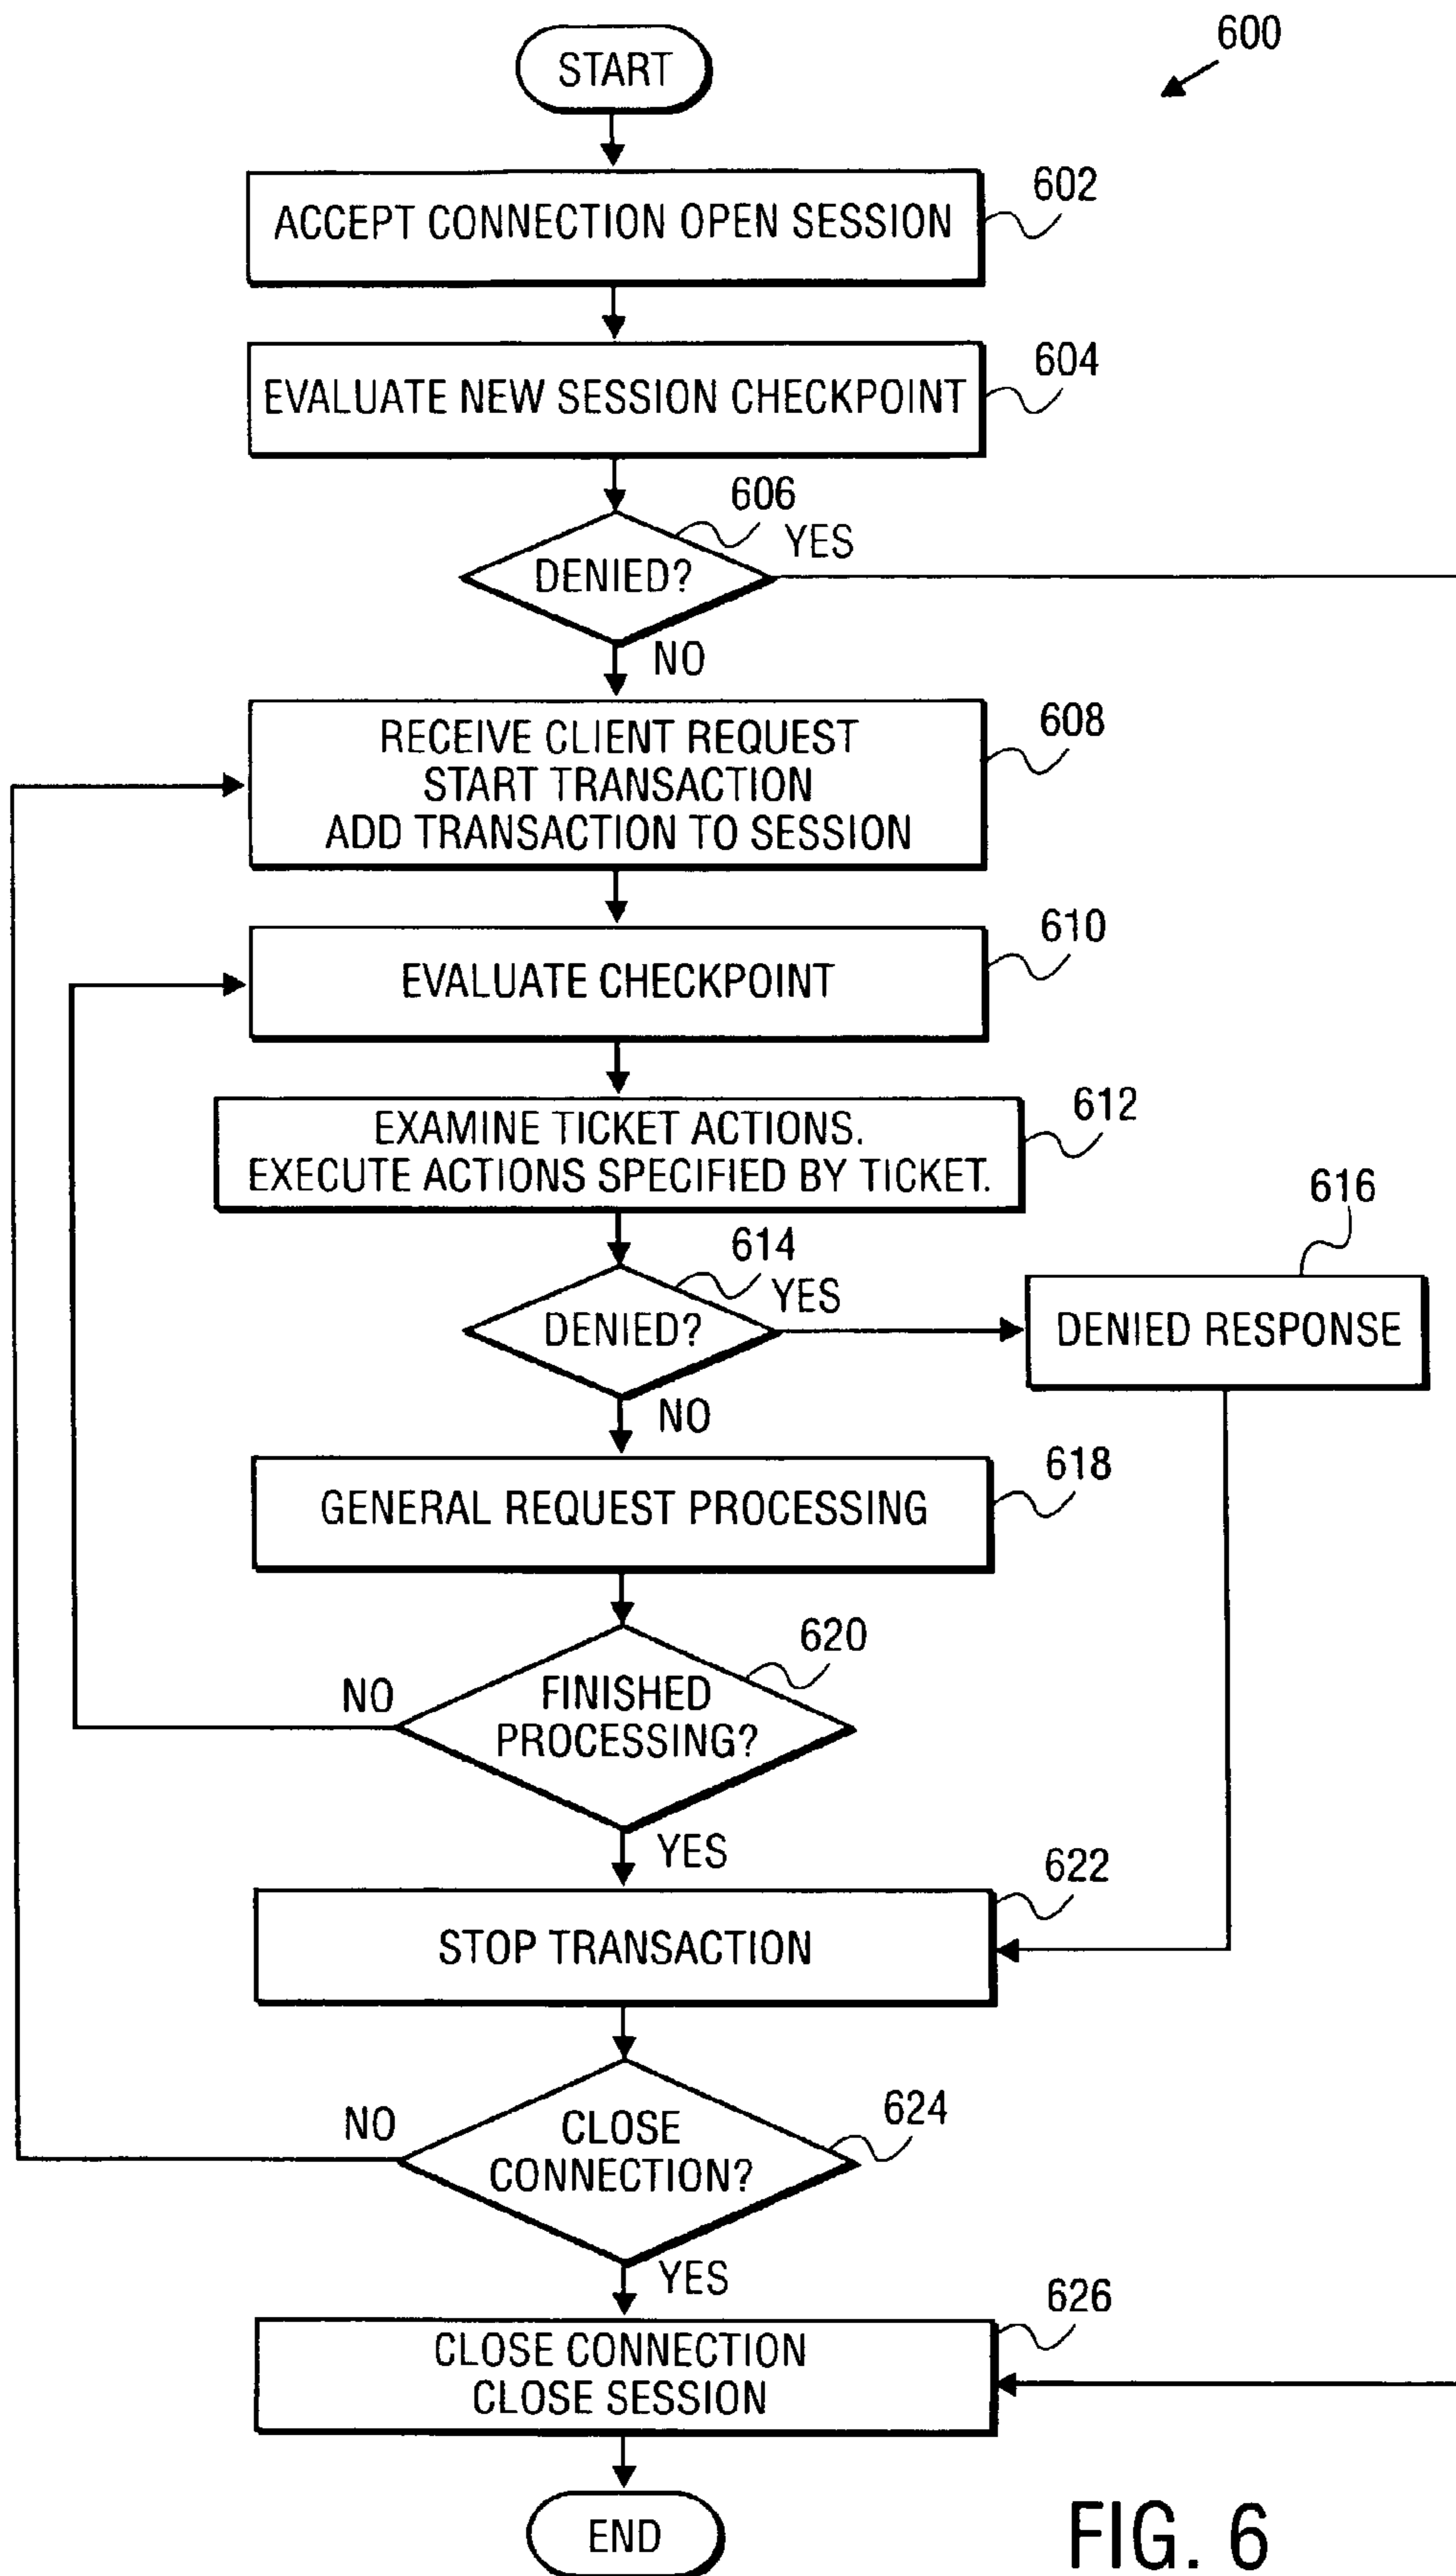 600
START
ACCEPT CONNECTION OPEN SESSION
602
EVALUATE NEW SESSION CHECKPOINT
604
606
DENIED?
YES
NO
RECEIVE CLIENT REQUEST
START TRANSACTION
ADD TRANSACTION TO SESSION
608
EVALUATE CHECKPOINT
610
EXAMINE TICKET ACTIONS.
EXECUTE ACTIONS SPECIFIED BY TICKET.
612
614
DENIED?
YES
616
DENIED RESPONSE
NO
GENERAL REQUEST PROCESSING
618
620
FINISHED
PROCESSING?
NO
YES
STOP TRANSACTION
622
CLOSE
CONNECTION?
624
NO
YES
CLOSE CONNECTION
CLOSE SESSION
626
END
FIG. 6